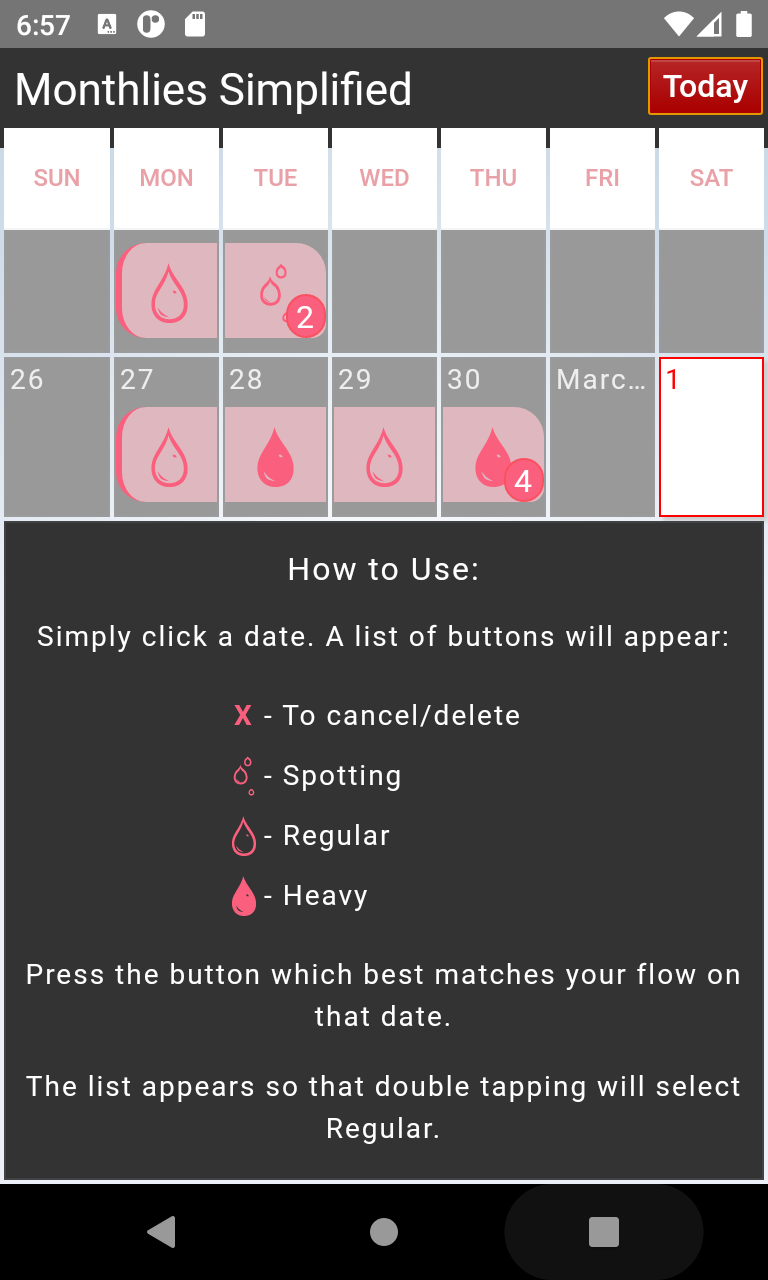 6:57
Monthlies Simplified
Today
SUN MON TUE WED THU FRI SAT
2
26 27 28 29 30 Marc... 1
4
How to Use:
Simply click a date. A list of buttons will appear:
X - To cancel/delete
- Spotting
- Regular
- Heavy
Press the button which best matches your flow on
that date.
The list appears so that double tapping will select
Regular.